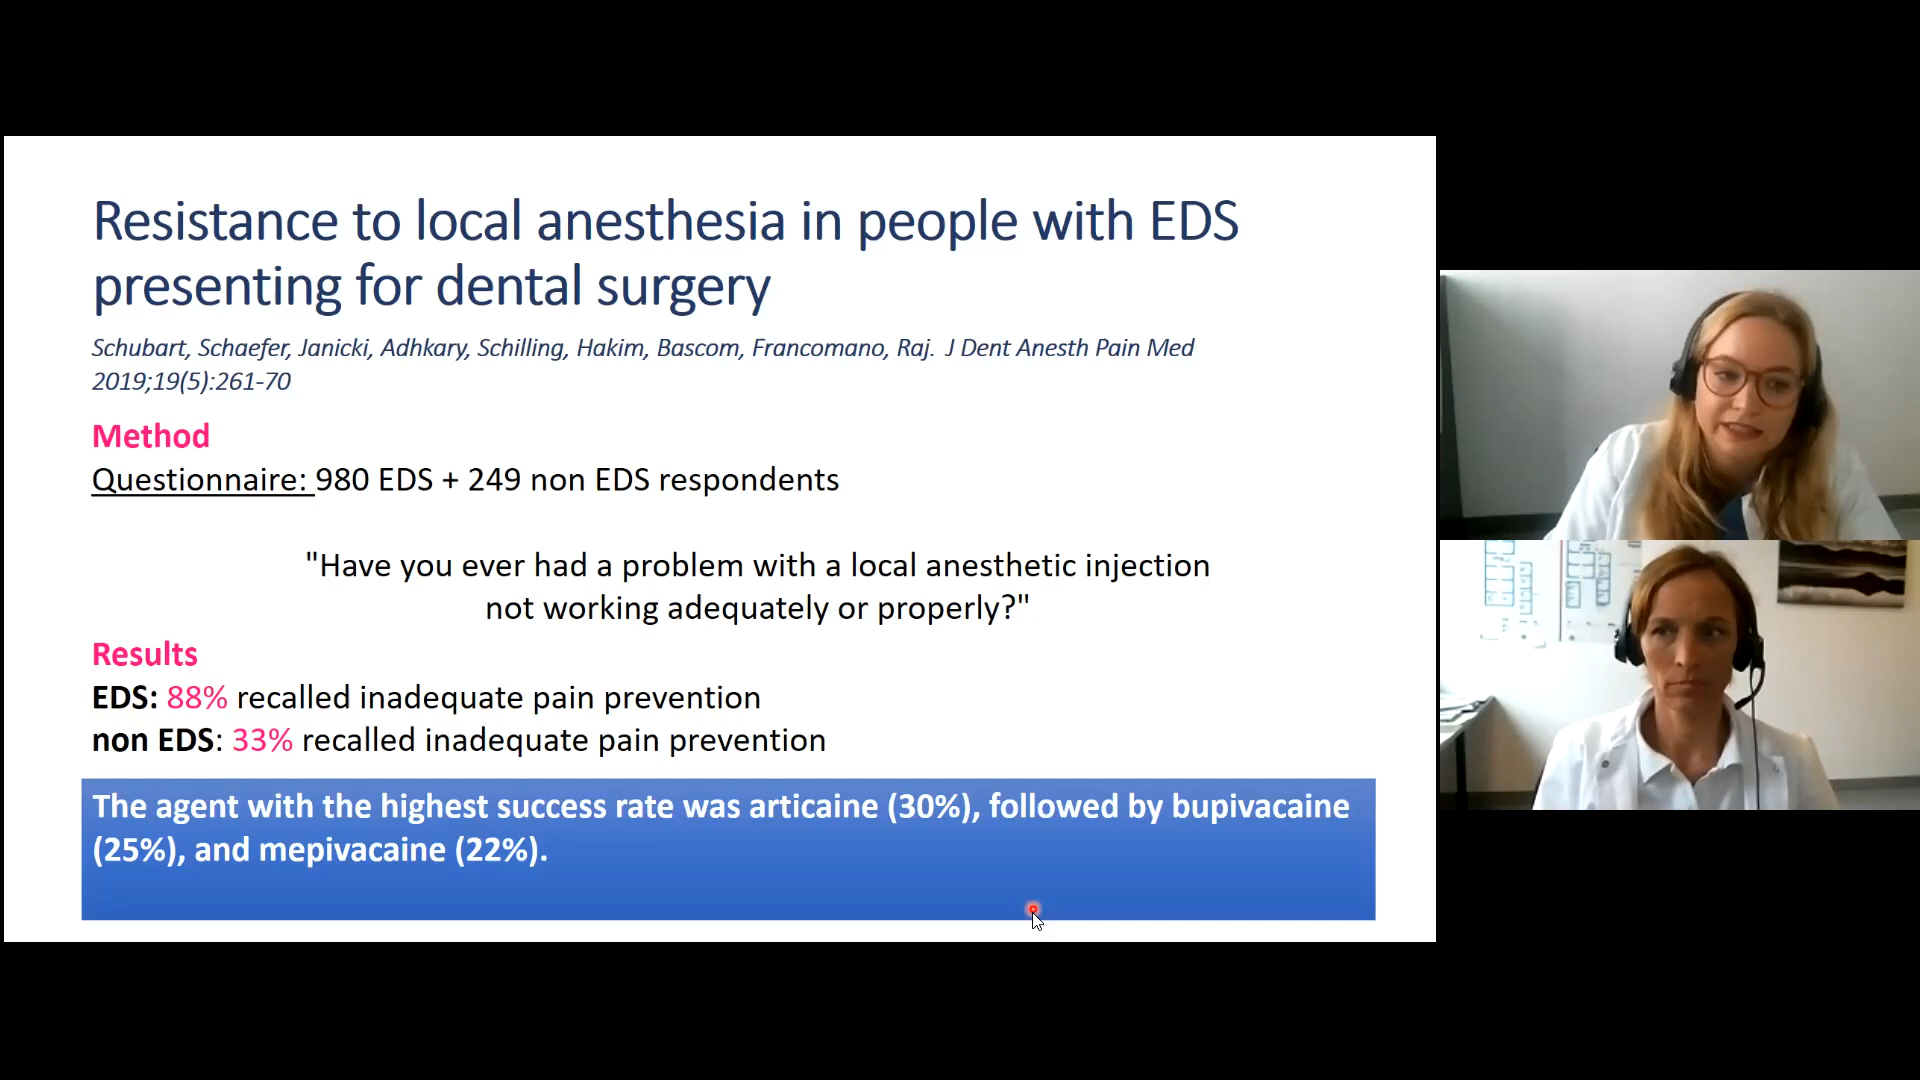 Resistance to local anesthesia in people with EDS
presenting for dental surgery
Schubart, Schaefer, Janicki, Adhkary, Schilling, Hakim, Bascom, Francomano, Raj. J Dent Anesth Pain Med
2019;19(5):261-70
Method
Questionnaire: 980 EDS + 249 non EDS respondents
"Have you ever had a problem with a local anesthetic injection
not working adequately or properly?"
Results
EDS: 88% recalled inadequate pain prevention
non EDS: 33% recalled inadequate pain prevention
The agent with the highest success rate was articaine (30%), followed by bupivacaine
(25%), and mepivacaine (22%).